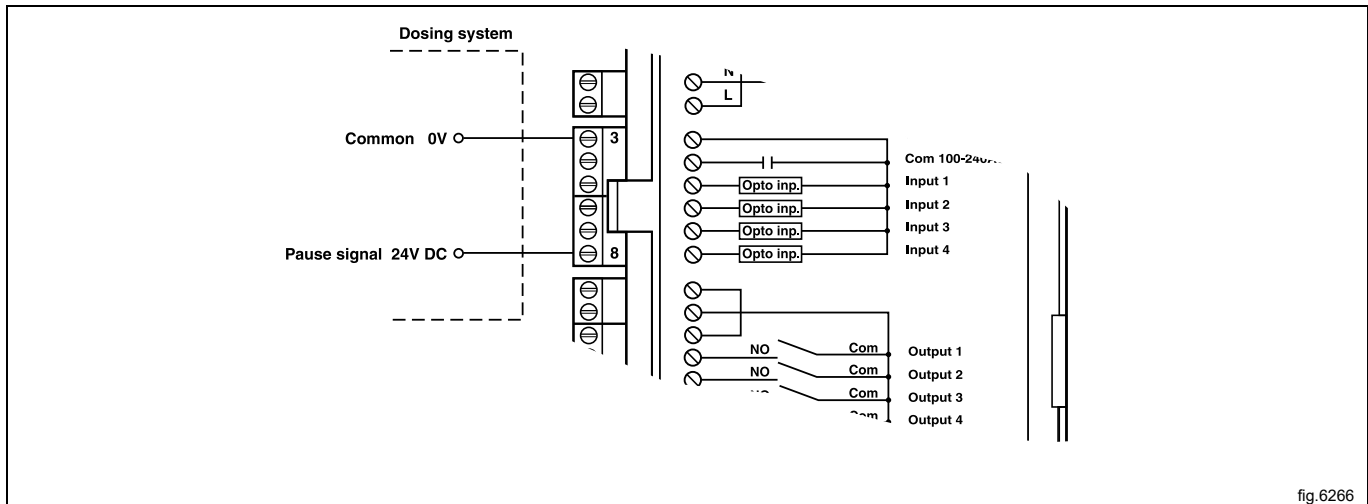 Dosing system
L
Common 0V
3
Com
Input 1
Opto inp.
Input 2
Opto inp.
Input 3
Opto inp.
Input 4
Opto inp.
Pause signal 24V DC
8
NO Com Output 1
NO Com Output 2
Com Output 3
Output 4
fig.6266